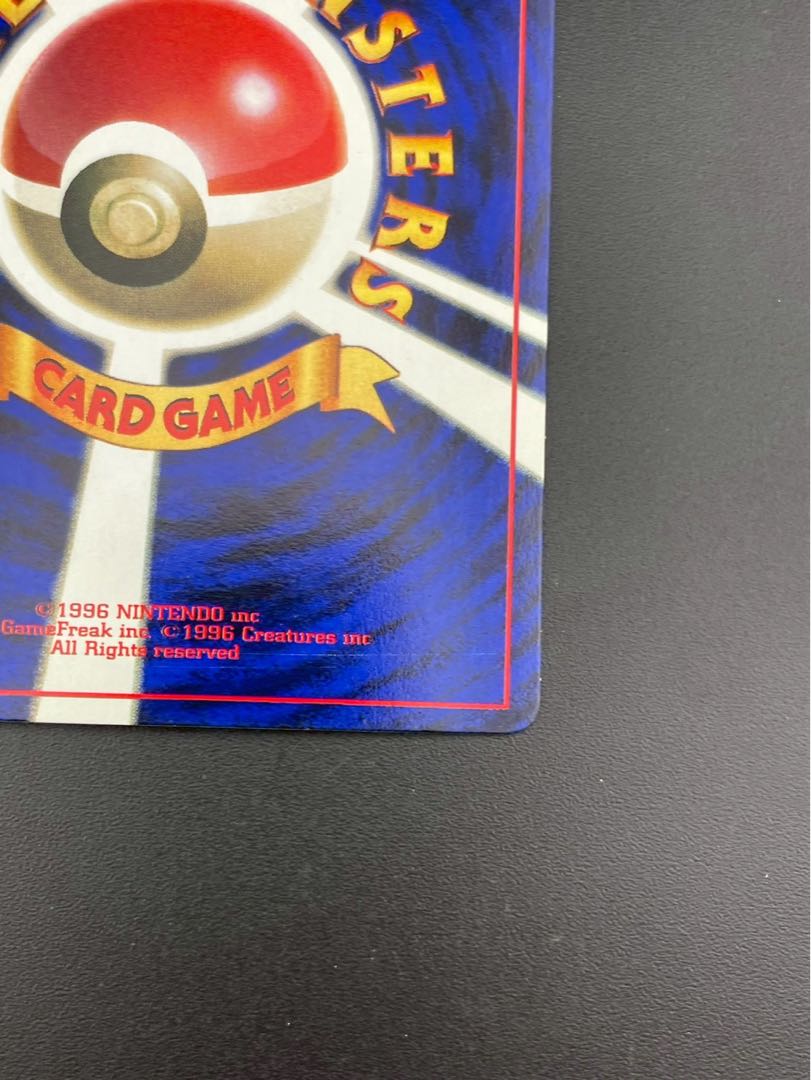 STERS
CARD GAME
©1996 NINTENDO inc
GameFreak inc. ©1996 Creatures inc
All Rights reserved